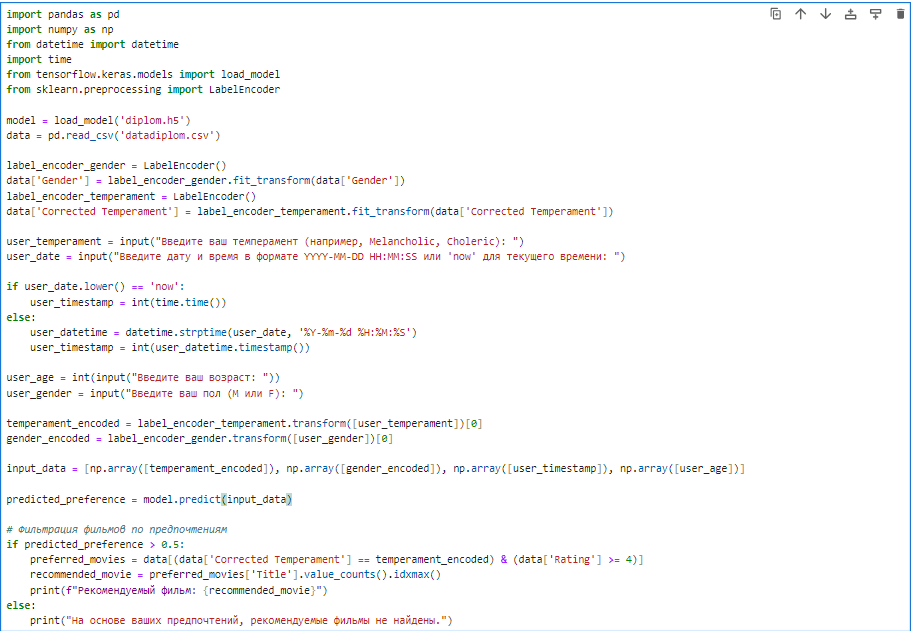 import pandas as pd
import numpy as np
from datetime import datetime
import time
from tensorflow.keras.models import load_model
from sklearn.preprocessing import LabelEncoder

model = load_model('diplom.h5')
data = pd.read_csv('datadiplom.csv')

label_encoder_gender = LabelEncoder()
data['Gender'] = label_encoder_gender.fit_transform(data['Gender'])
label_encoder_temperament = LabelEncoder()
data['Corrected Temperament'] = label_encoder_temperament.fit_transform(data['Corrected Temperament'])

user_temperament = input("Введите ваш темперамент (например, Melancholic, Choleric): ")
user_date = input("Введите дату и время в формате YYYY-MM-DD HH:MM:SS или 'now' для текущего времени: ")

if user_date.lower() == 'now':
    user_timestamp = int(time.time())
else:
    user_datetime = datetime.strptime(user_date, '%Y-%m-%d %H:%M:%S')
    user_timestamp = int(user_datetime.timestamp())

user_age = int(input("Введите ваш возраст: "))
user_gender = input("Введите ваш пол (M или F): ")

temperament_encoded = label_encoder_temperament.transform([user_temperament])[0]
gender_encoded = label_encoder_gender.transform([user_gender])[0]

input_data = [np.array([temperament_encoded]), np.array([gender_encoded]), np.array([user_timestamp]), np.array([user_age])]

predicted_preference = model.predict(input_data)

# Фильтрация фильмов по предпочтениям
if predicted_preference > 0.5:
    preferred_movies = data[(data['Corrected Temperament'] == temperament_encoded) & (data['Rating'] >= 4)]
    recommended_movie = preferred_movies['Title'].value_counts().idxmax()
    print(f"Рекомендуемый фильм: {recommended_movie}")
else:
    print("На основе ваших предпочтений, рекомендуемые фильмы не найдены.")